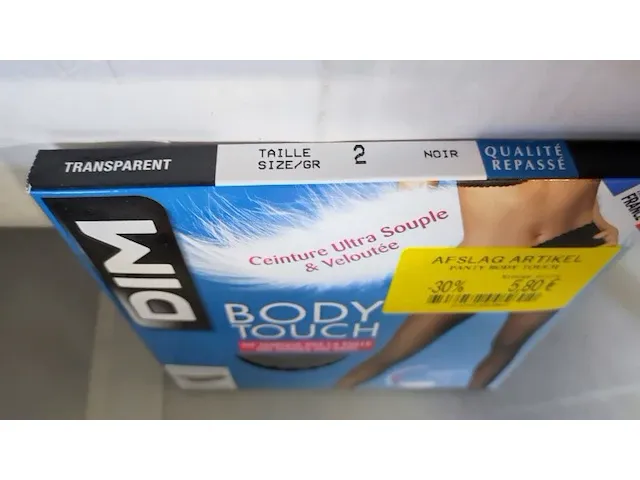 TRANSPARENT
TAILLE
SIZE/GR
2
NOIR
QUALITÉ
REPASSÉ
DIM
Ceinture Ultra Souple
& Veloutée
BODY
TOUCH
AFSLAG ARTIKEL
PANTY BODY TOUCH
-30% 5,80 €